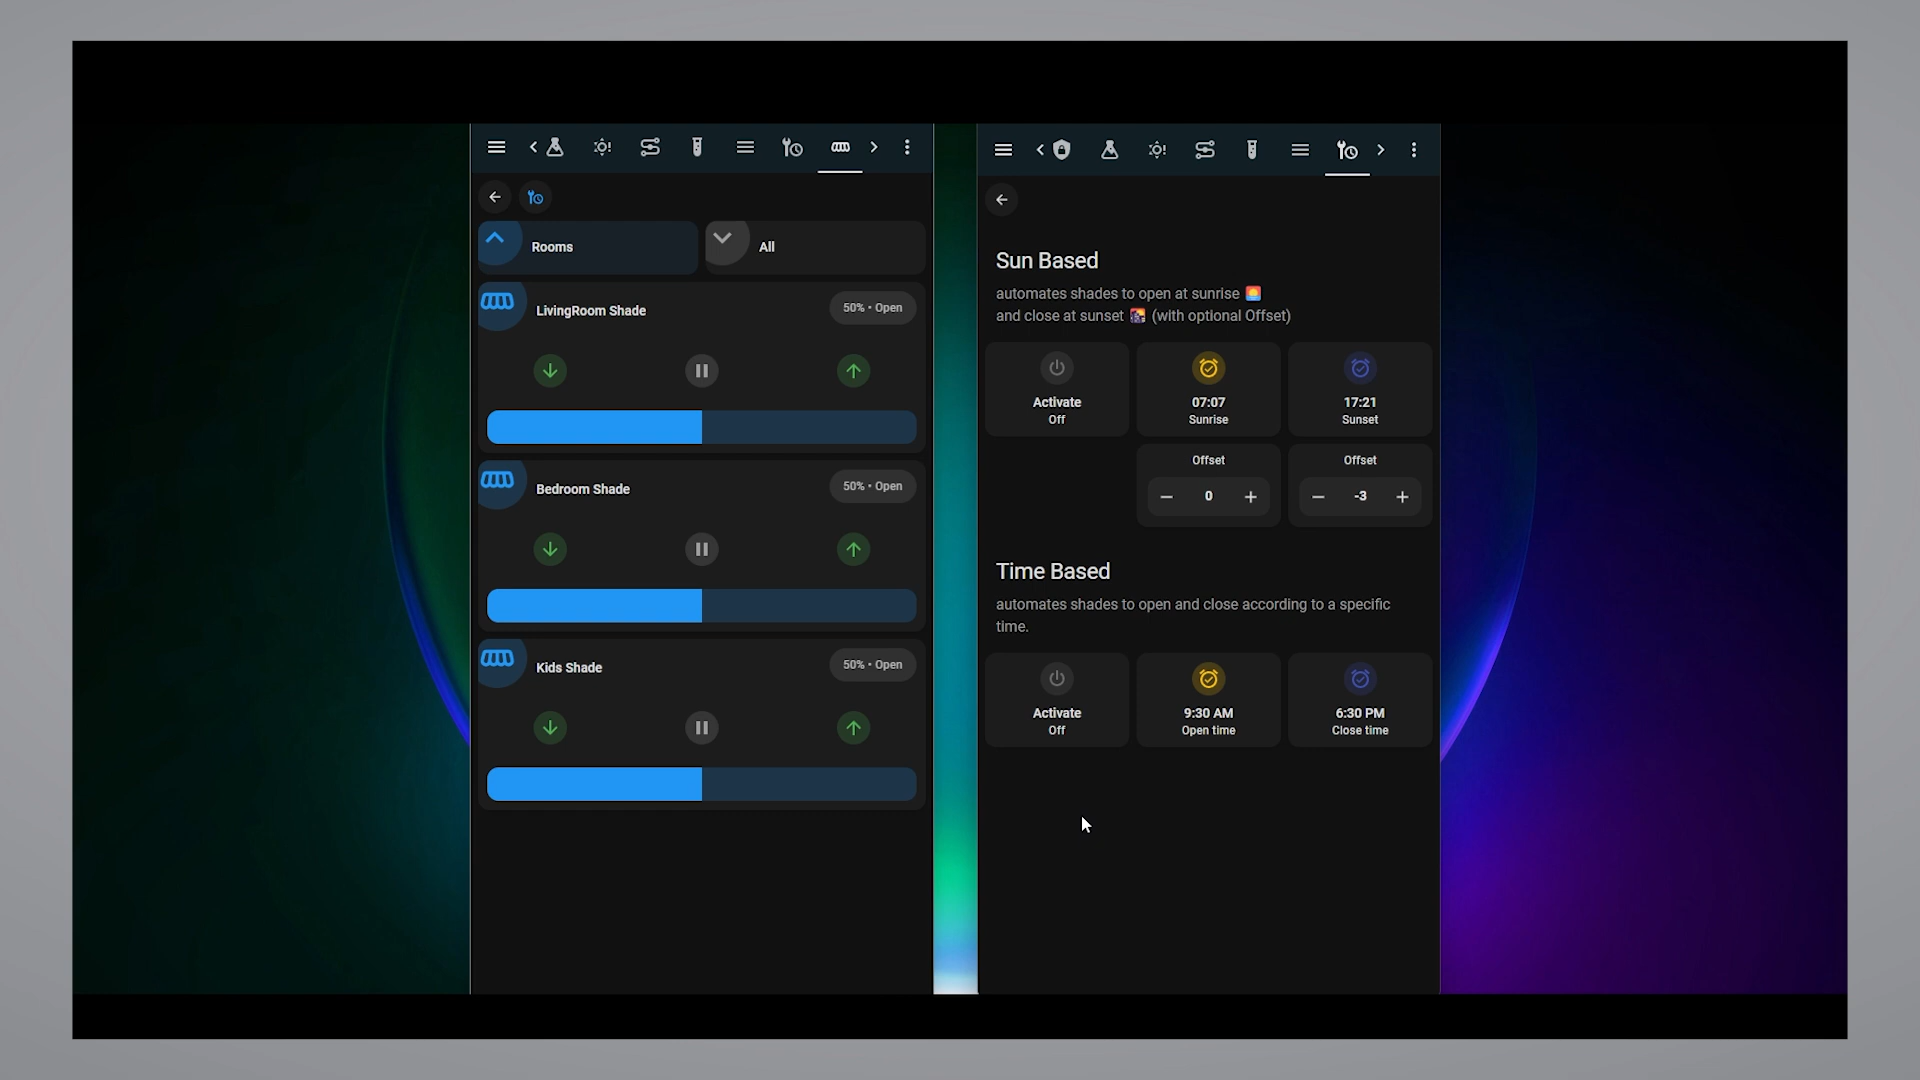 Rooms
All
LivingRoom Shade
50% • Open
Bedroom Shade
50% • Open
Kids Shade
50% • Open
Sun Based
automates shades to open at sunrise 🌅
and close at sunset 🌇 (with optional Offset)
Activate
Off
07:07
Sunrise
17:21
Sunset
Offset
0
Offset
-3
Time Based
automates shades to open and close according to a specific
time.
Activate
Off
9:30 AM
Open time
6:30 PM
Close time